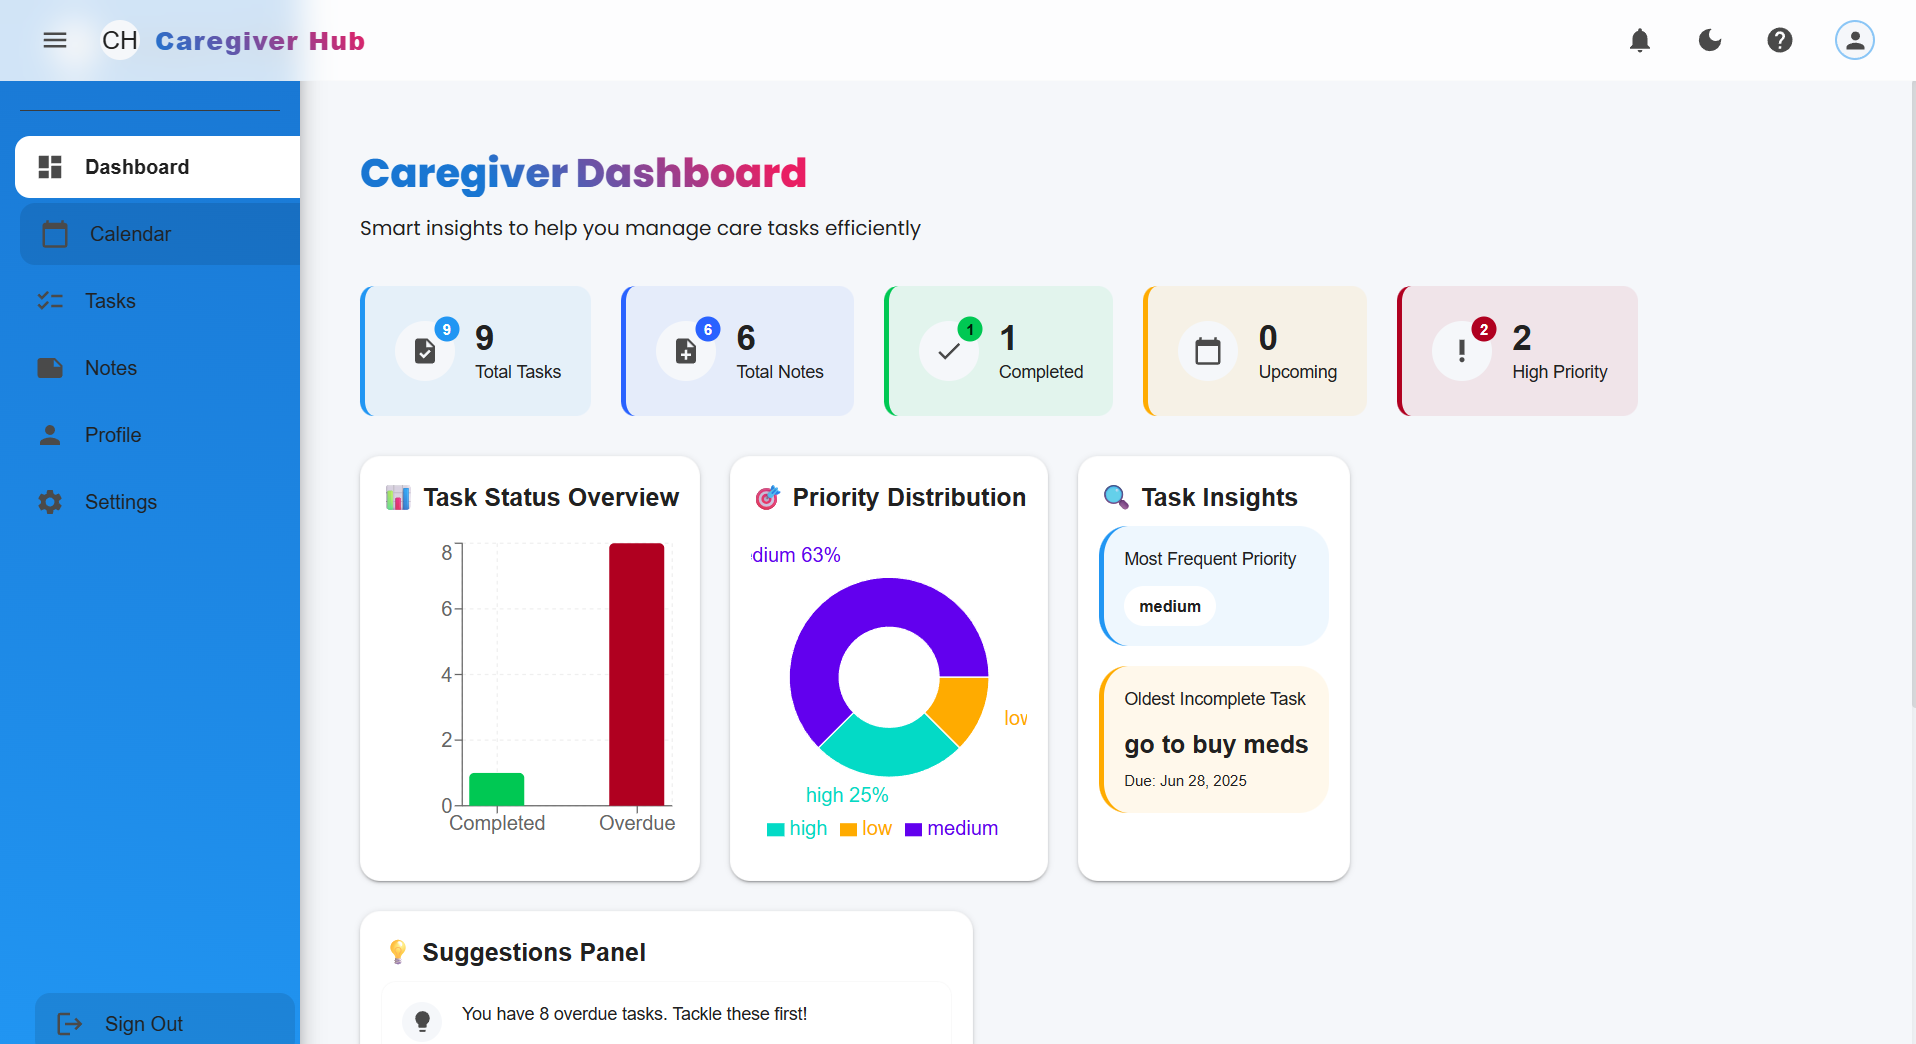 CH Caregiver Hub
Dashboard
Calendar
Tasks
Notes
Profile
Settings
Sign Out
Caregiver Dashboard
Smart insights to help you manage care tasks efficiently
9
9
Total Tasks
6
6
Total Notes
1
1
Completed
0
Upcoming
2
2
High Priority
Task Status Overview
8
6
4
2
0
Completed Overdue
Priority Distribution
dium 63%
low
high 25%
high low medium
Task Insights
Most Frequent Priority
medium
Oldest Incomplete Task
go to buy meds
Due: Jun 28, 2025
Suggestions Panel
You have 8 overdue tasks. Tackle these first!